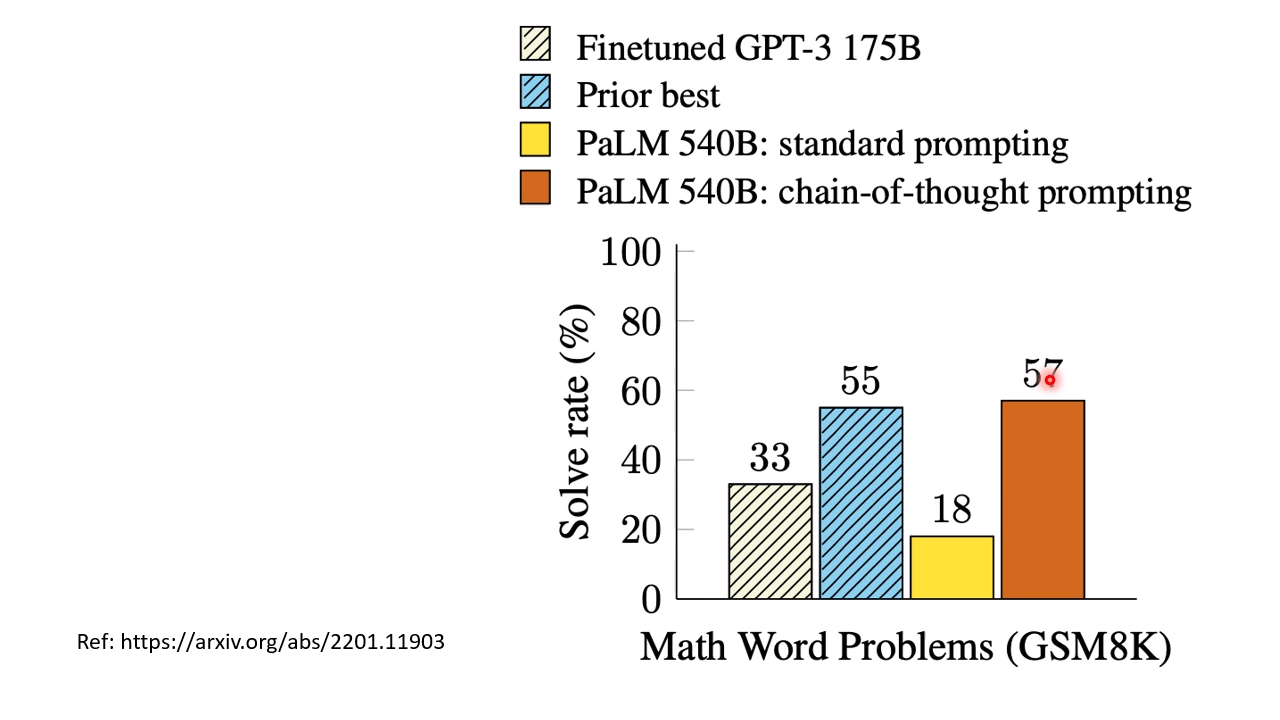 Finetuned GPT-3 175B
Prior best
PaLM 540B: standard prompting
PaLM 540B: chain-of-thought prompting
Solve rate (%)
100
80
60
40
20
0
33
55
18
57
Math Word Problems (GSM8K)
Ref: https://arxiv.org/abs/2201.11903